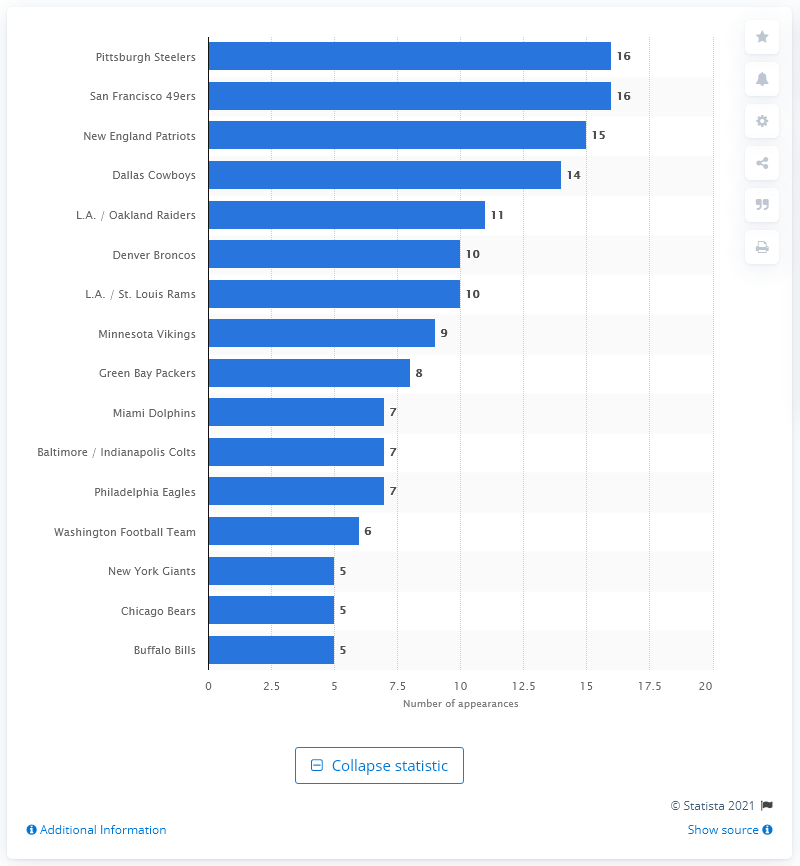 Pittsburgh Steelers 16
San Francisco 49ers 16
New England Patriots 15
Dallas Cowboys 14
L.A. / Oakland Raiders 11
Denver Broncos 10
L.A. / St. Louis Rams 10
Minnesota Vikings 9
Green Bay Packers 8
Miami Dolphins 7
Baltimore / Indianapolis Colts 7
Philadelphia Eagles 7
Washington Football Team 6
New York Giants 5
Chicago Bears 5
Buffalo Bills 5
0 2.5 5 7.5 10 12.5 15 17.5 20
Number of appearances
Collapse statistic
© Statista 2021
Additional Information Show source